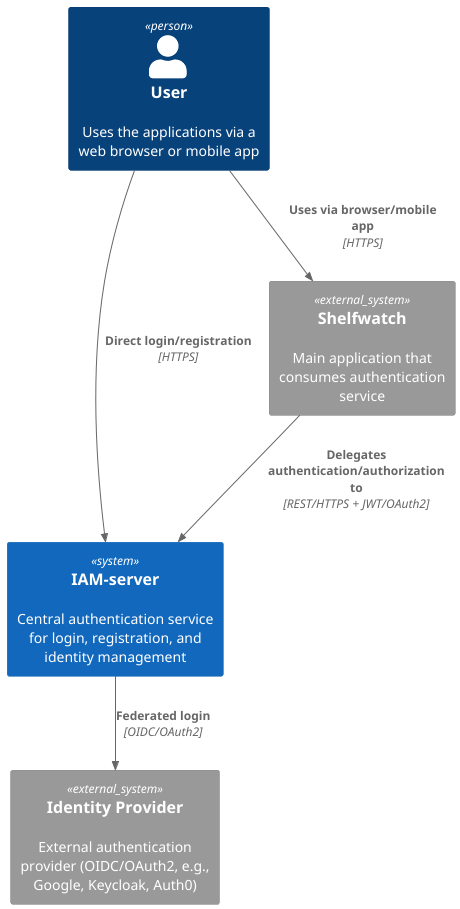 «person»
User
Uses the applications via a
web browser or mobile app
Uses via browser/mobile
app
[HTTPS]
«external_system»
Shelfwatch
Main application that
consumes authentication
service
Direct login/registration
[HTTPS]
Delegates
authentication/authorization
to
[REST/HTTPS + JWT/OAuth2]
«system»
IAM-server
Central authentication service
for login, registration, and
identity management
Federated login
[OIDC/OAuth2]
«external_system»
Identity Provider
External authentication
provider (OIDC/OAuth2, e.g.,
Google, Keycloak, Auth0)